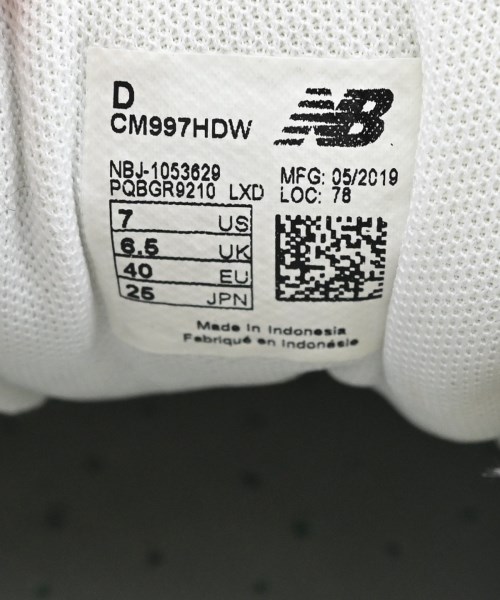 D
CM997HDW
NB
NBJ-1053629
PQBGR9210 LXD
MFG: 05/2019
LOC: 78
7 US
6.5 UK
40 EU
25 JPN
Made in Indonesia
Fabriqué en Indonésie